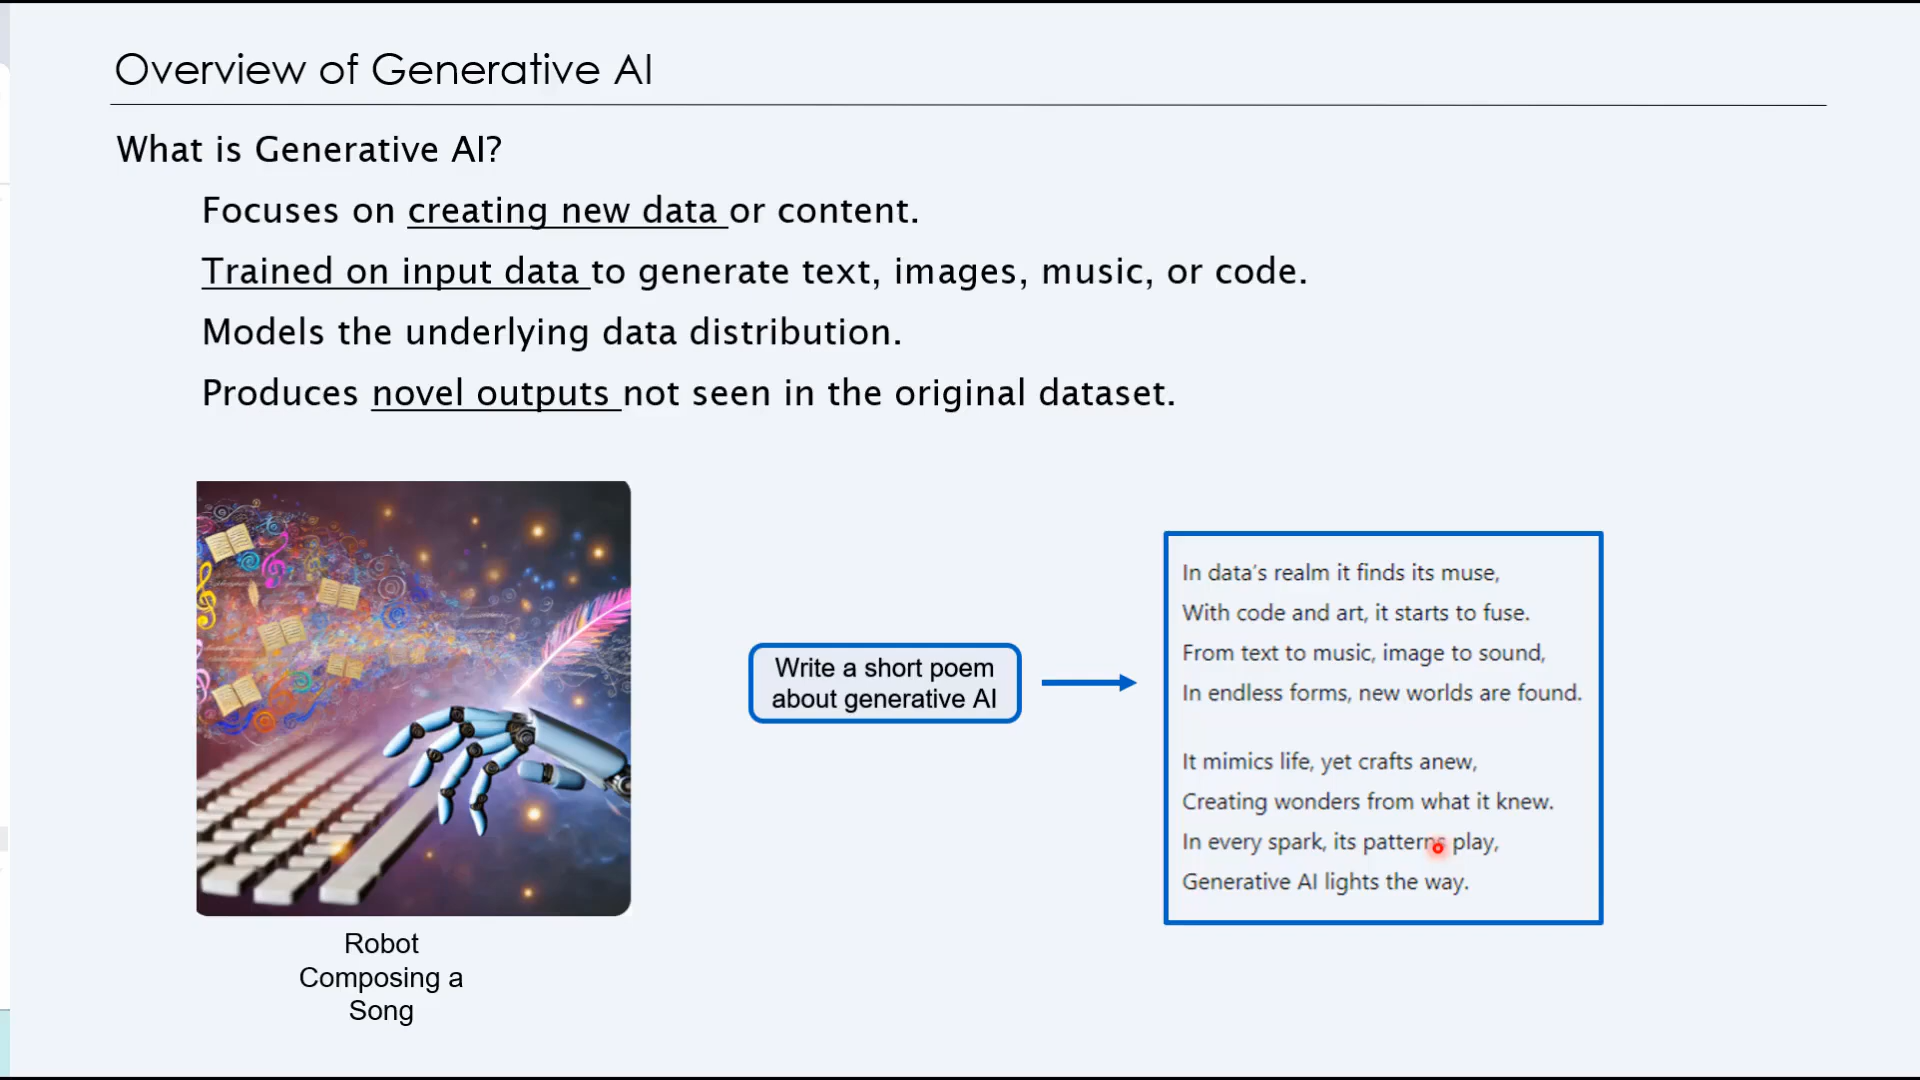 Overview of Generative AI
What is Generative AI?
Focuses on creating new data or content.
Trained on input data to generate text, images, music, or code.
Models the underlying data distribution.
Produces novel outputs not seen in the original dataset.
Robot
Composing a
Song
Write a short poem
about generative AI
In data's realm it finds its muse,
With code and art, it starts to fuse.
From text to music, image to sound,
In endless forms, new worlds are found.
It mimics life, yet crafts anew,
Creating wonders from what it knew.
In every spark, its patterns play,
Generative AI lights the way.